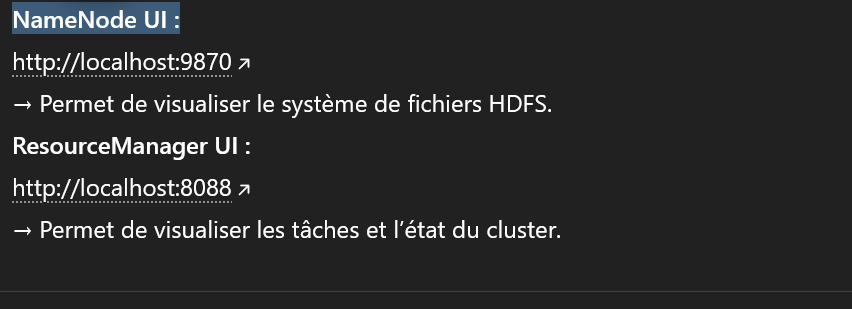 NameNode UI :
http://localhost:9870 ↗
→ Permet de visualiser le système de fichiers HDFS.
ResourceManager UI :
http://localhost:8088 ↗
→ Permet de visualiser les tâches et l’état du cluster.